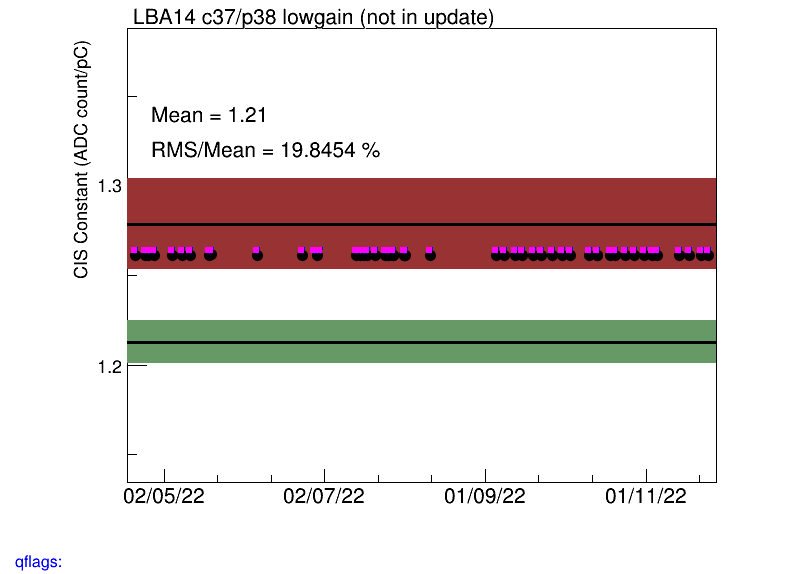 LBA14 c37/p38 lowgain (not in update)
CIS Constant (ADC count/pC)
Mean = 1.21
RMS/Mean = 19.8454 %
1.3
1.2
02/05/22 02/07/22 01/09/22 01/11/22
qflags: